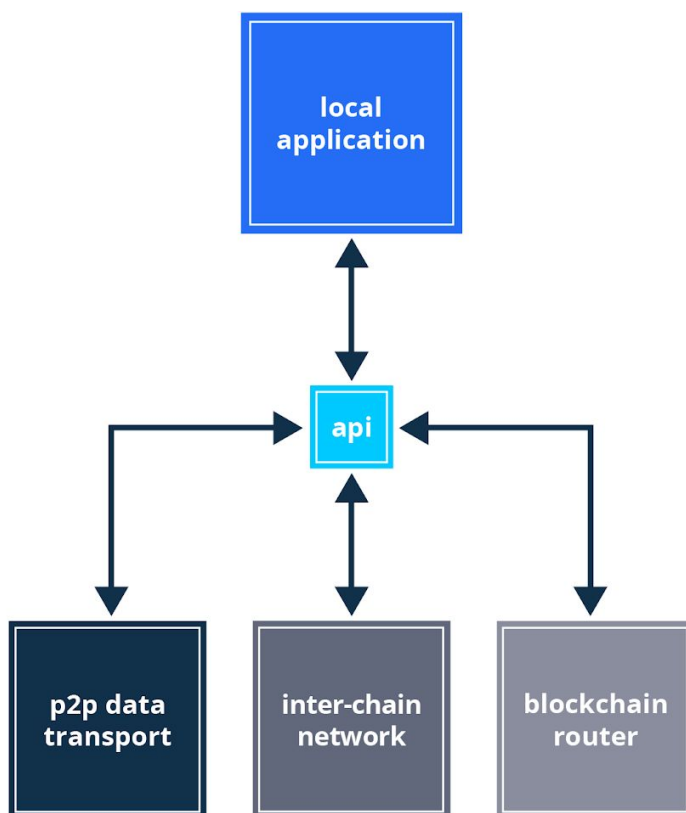 local
application
api
p2p data
transport
inter-chain
network
blockchain
router